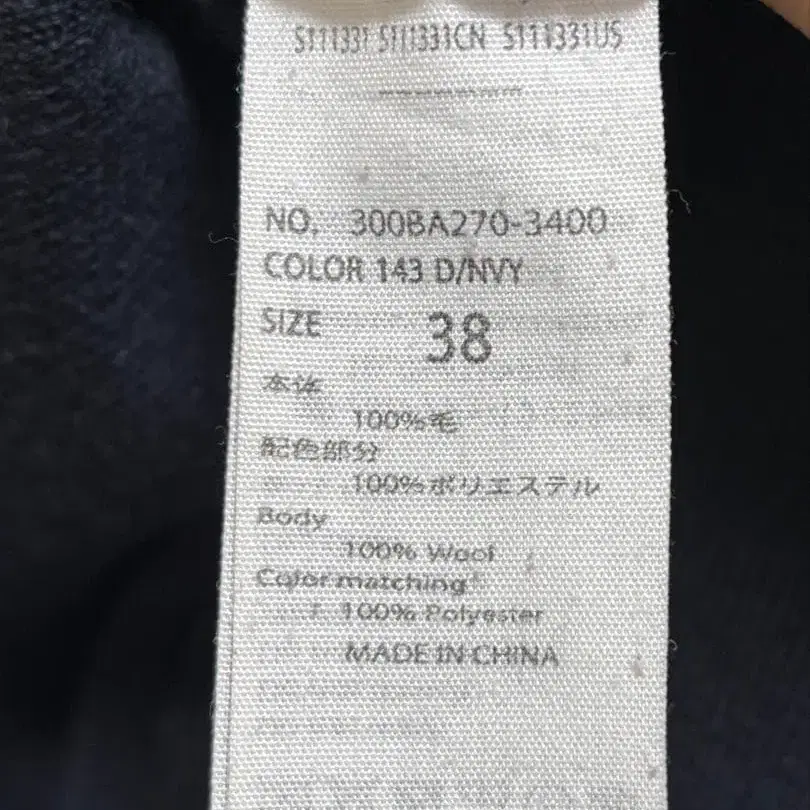 S111331 S111331CN S111331US
NO. 300BA270-3400
COLOR 143 D/NVY
SIZE 38
本体
100%毛
配色部分
100%ポリエステル
Body
100% Wool
Color matching
100% Polyester
MADE IN CHINA